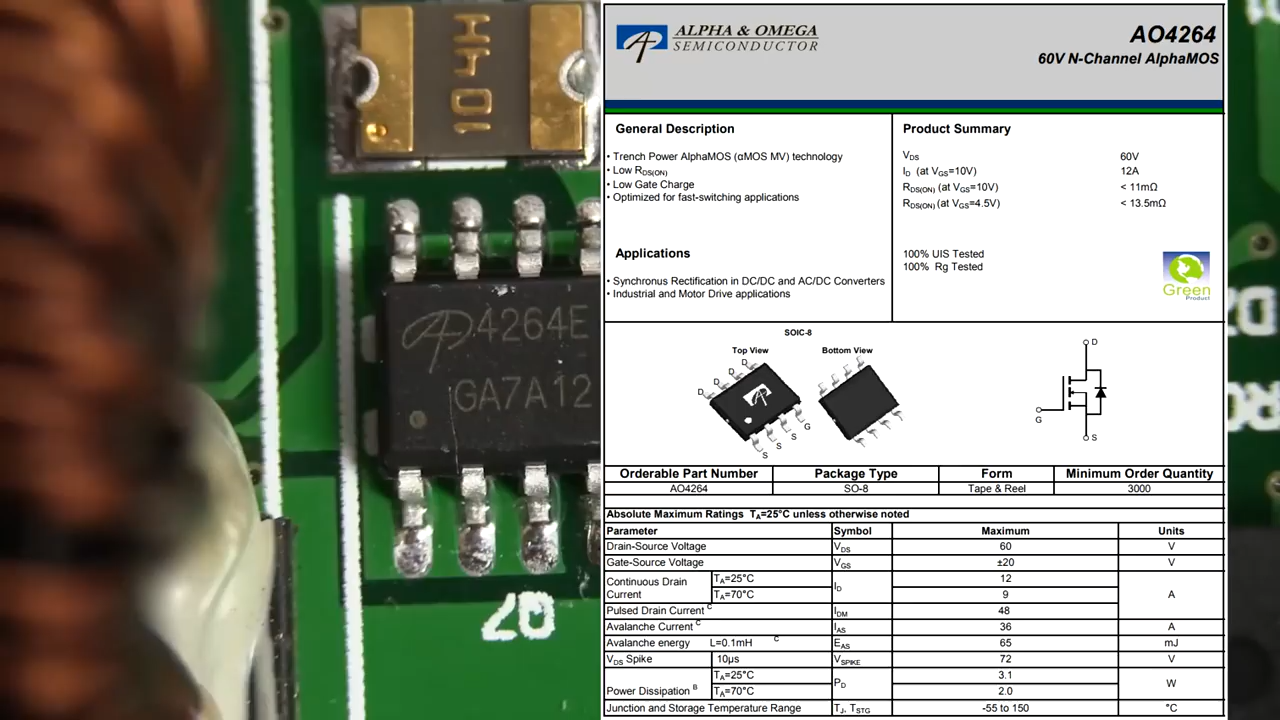 4264E
GA7A12
ALPHA & OMEGA
SEMICONDUCTOR
AO4264
60V N-Channel AlphaMOS
General Description
• Trench Power AlphaMOS (αMOS MV) technology
• Low RDS(ON)
• Low Gate Charge
• Optimized for fast-switching applications
Product Summary
VDS 60V
ID (at VGS=10V) 12A
RDS(ON) (at VGS=10V) < 11mΩ
RDS(ON) (at VGS=4.5V) < 13.5mΩ
Applications
• Synchronus Rectification in DC/DC and AC/DC Converters
• Industrial and Motor Drive applications
100% UIS Tested
100% Rg Tested
Green
Product
SOIC-8
Top View Bottom View
D
D
D
D
G
S
S
S
D
G
S
Orderable Part Number Package Type Form Minimum Order Quantity
AO4264 SO-8 Tape & Reel 3000
Absolute Maximum Ratings TA=25°C unless otherwise noted
Parameter Symbol Maximum Units
Drain-Source Voltage VDS 60 V
Gate-Source Voltage VGS ±20 V
Continuous Drain Current TA=25°C ID 12 A
TA=70°C 9
Pulsed Drain Current C IDM 48
Avalanche Current C IAS 36 A
Avalanche energy L=0.1mH C EAS 65 mJ
VDS Spike 10µs VSPIKE 72 V
Power Dissipation B TA=25°C PD 3.1 W
TA=70°C 2.0
Junction and Storage Temperature Range TJ, TSTG -55 to 150 °C